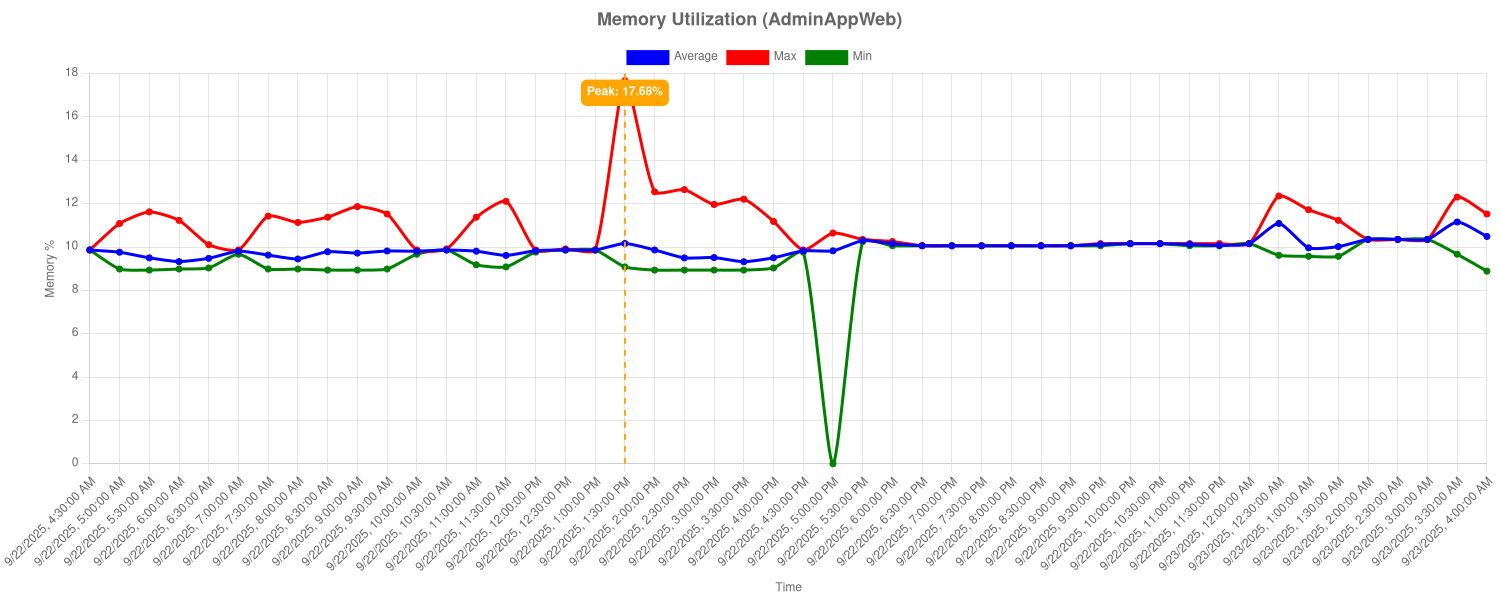 Memory Utilization (AdminAppWeb)
Average Max Min
Peak: 17.68%
18
16
14
12
10
8
6
4
2
0
Memory %
9/22/2025, 4:30:00 AM
9/22/2025, 5:00:00 AM
9/22/2025, 5:30:00 AM
9/22/2025, 6:00:00 AM
9/22/2025, 6:30:00 AM
9/22/2025, 7:00:00 AM
9/22/2025, 7:30:00 AM
9/22/2025, 8:00:00 AM
9/22/2025, 8:30:00 AM
9/22/2025, 9:00:00 AM
9/22/2025, 9:30:00 AM
9/22/2025, 10:00:00 AM
9/22/2025, 10:30:00 AM
9/22/2025, 11:00:00 AM
9/22/2025, 11:30:00 AM
9/22/2025, 12:00:00 PM
9/22/2025, 12:30:00 PM
9/22/2025, 1:00:00 PM
9/22/2025, 1:30:00 PM
9/22/2025, 2:00:00 PM
9/22/2025, 2:30:00 PM
9/22/2025, 3:00:00 PM
9/22/2025, 3:30:00 PM
9/22/2025, 4:00:00 PM
9/22/2025, 4:30:00 PM
9/22/2025, 5:00:00 PM
9/22/2025, 5:30:00 PM
9/22/2025, 6:00:00 PM
9/22/2025, 6:30:00 PM
9/22/2025, 7:00:00 PM
9/22/2025, 7:30:00 PM
9/22/2025, 8:00:00 PM
9/22/2025, 8:30:00 PM
9/22/2025, 9:00:00 PM
9/22/2025, 9:30:00 PM
9/22/2025, 10:00:00 PM
9/22/2025, 10:30:00 PM
9/22/2025, 11:00:00 PM
9/22/2025, 11:30:00 PM
9/23/2025, 12:00:00 AM
9/23/2025, 12:30:00 AM
9/23/2025, 1:00:00 AM
9/23/2025, 1:30:00 AM
9/23/2025, 2:00:00 AM
9/23/2025, 2:30:00 AM
9/23/2025, 3:00:00 AM
9/23/2025, 3:30:00 AM
9/23/2025, 4:00:00 AM
Time